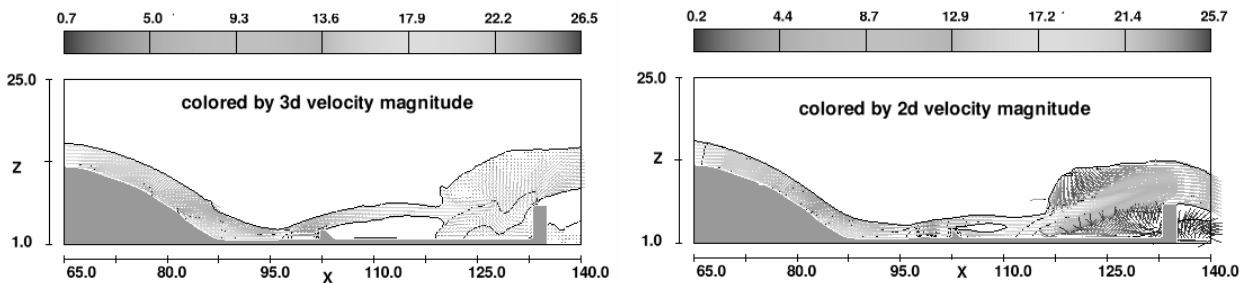 0.7 5.0 9.3 13.6 17.9 22.2 26.5
25.0
colored by 3d velocity magnitude
Z
1.0
65.0 80.0 95.0 110.0 125.0 140.0
X
0.2 4.4 8.7 12.9 17.2 21.4 25.7
25.0
colored by 2d velocity magnitude
Z
1.0
65.0 80.0 95.0 110.0 125.0 140.0
X